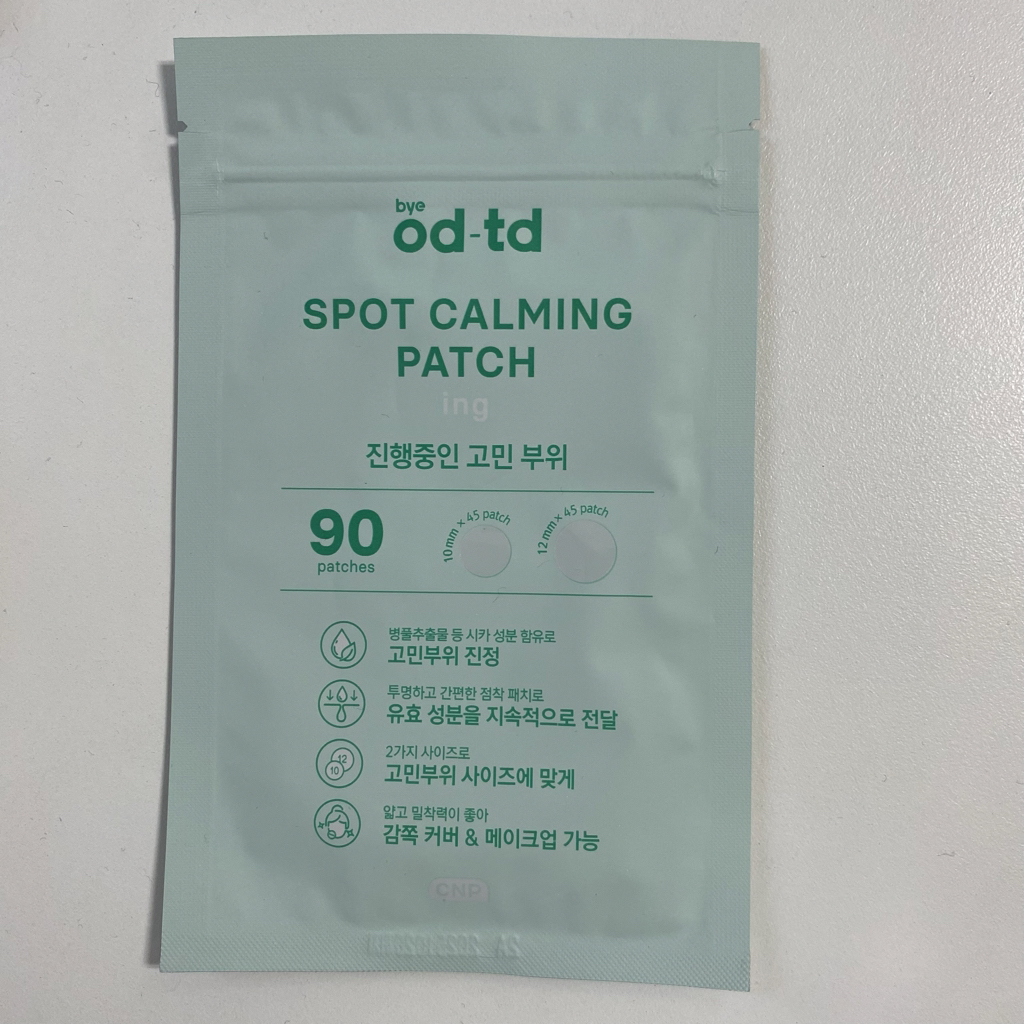 bye
od-td
SPOT CALMING
PATCH
ing
진행중인 고민 부위
90
patches
10mm x 45 patch
12mm x 45 patch
병풀추출물 등 시카 성분 함유로
고민부위 진정
투명하고 간편한 점착 패치로
유효 성분을 지속적으로 전달
12
10
2가지 사이즈로
고민부위 사이즈에 맞게
얇고 밀착력이 좋아
감쪽 커버 & 메이크업 가능
CNP